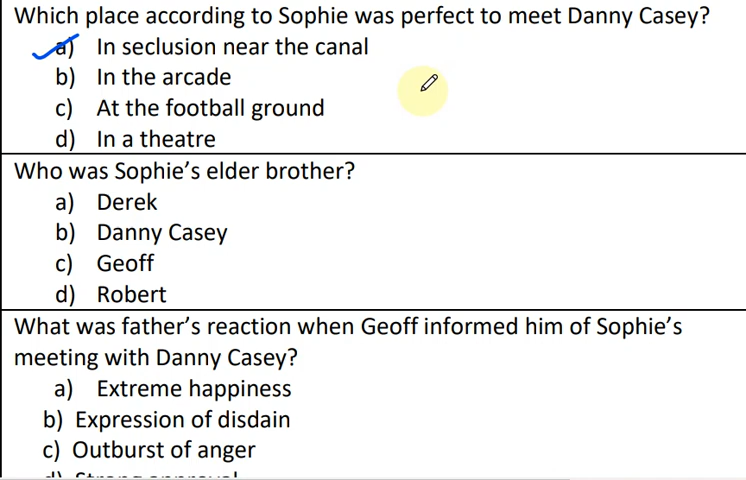 Which place according to Sophie was perfect to meet Danny Casey?
a) In seclusion near the canal
b) In the arcade
c) At the football ground
d) In a theatre
Who was Sophie’s elder brother?
a) Derek
b) Danny Casey
c) Geoff
d) Robert
What was father’s reaction when Geoff informed him of Sophie’s
meeting with Danny Casey?
a) Extreme happiness
b) Expression of disdain
c) Outburst of anger
d) Strong approval